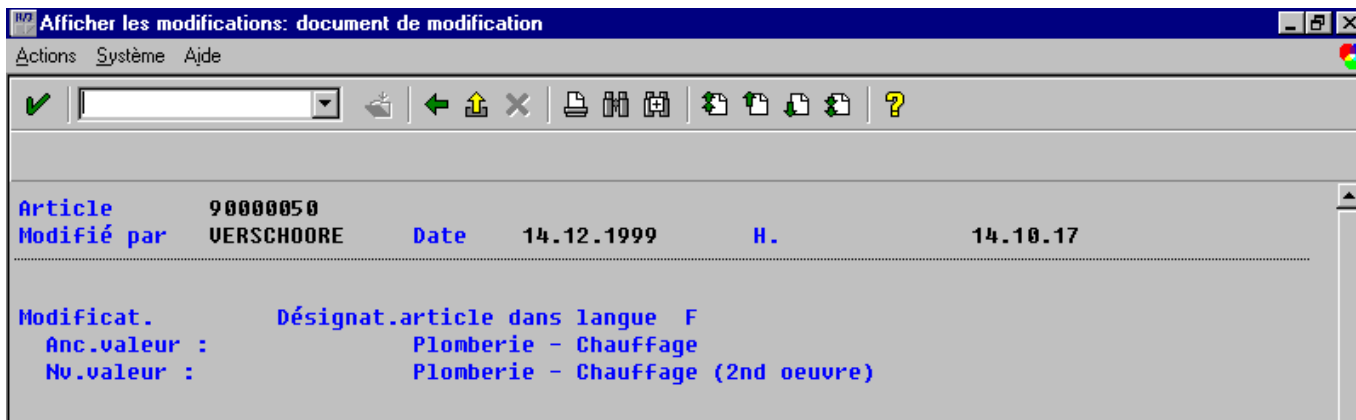 Afficher les modifications: document de modification
Actions Système Aide
Article 90000050
Modifié par VERSCHOORE Date 14.12.1999 H. 14.10.17
Modificat. Désignat.article dans langue F
Anc.valeur : Plomberie - Chauffage
Nv.valeur : Plomberie - Chauffage (2nd oeuvre)